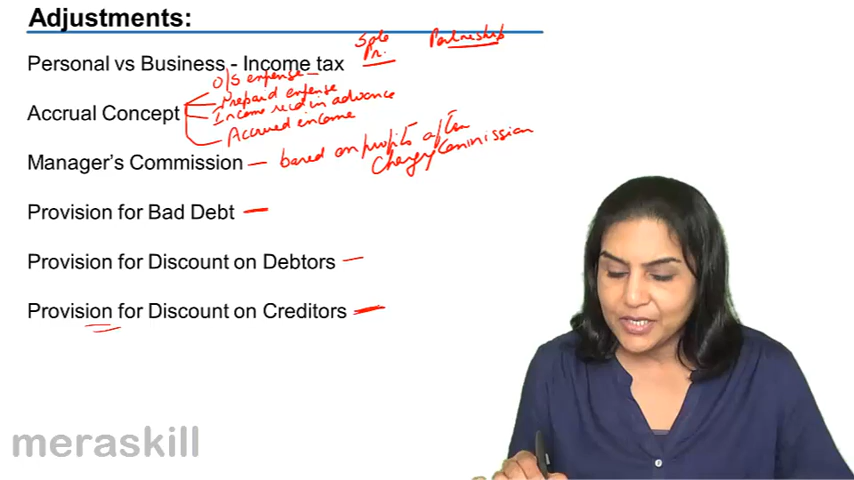 Adjustments:
Sole Pr.
Partnership
Personal vs Business - Income tax
O/S expense
Prepaid expense
Accrual Concept
Income recd in advance
Accrued income
Manager's Commission – based on profits after
Charging Commission
Provision for Bad Debt –
Provision for Discount on Debtors –
Provision for Discount on Creditors –
meraskill